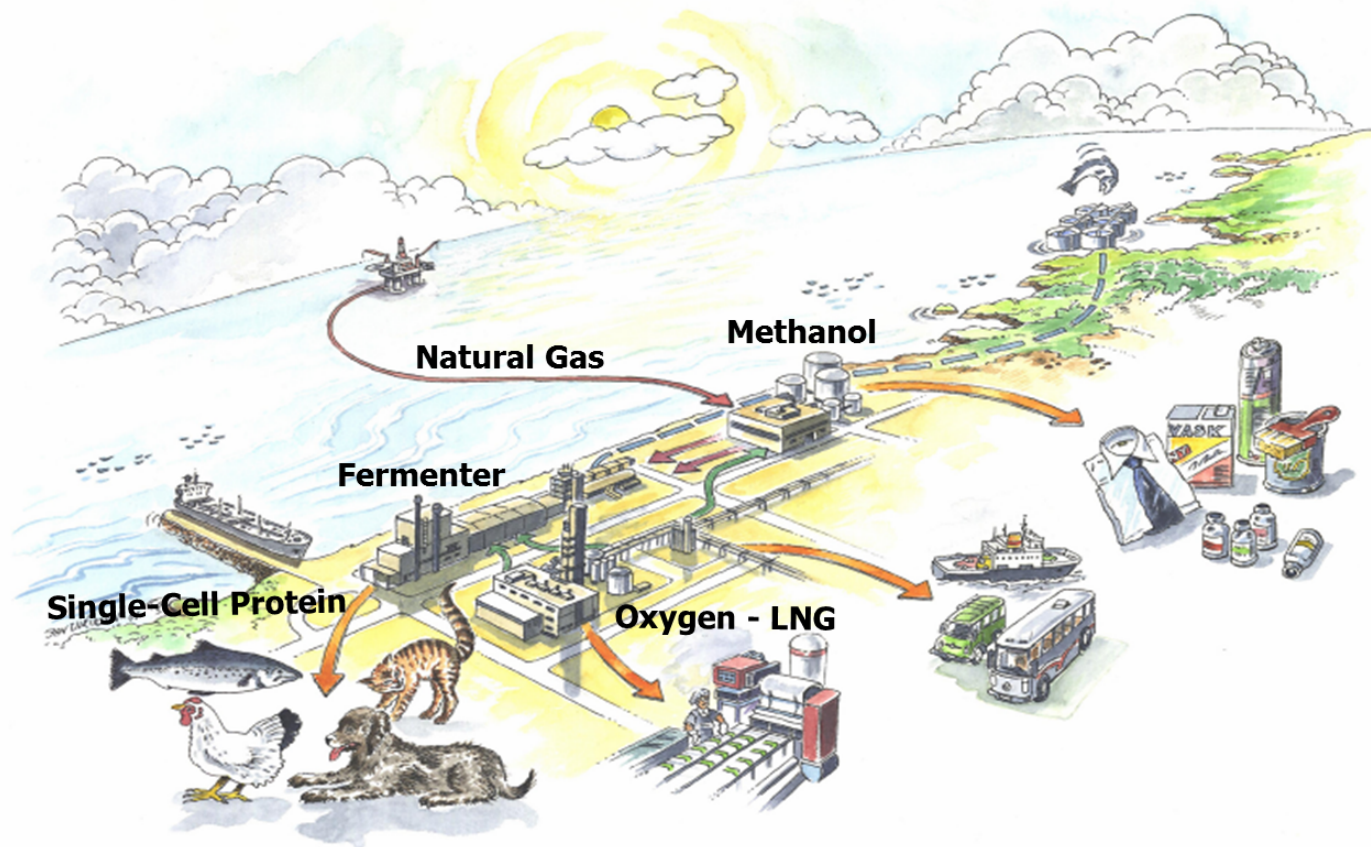 Methanol
Natural Gas
Fermenter
Single-Cell Protein
Oxygen - LNG
VASK